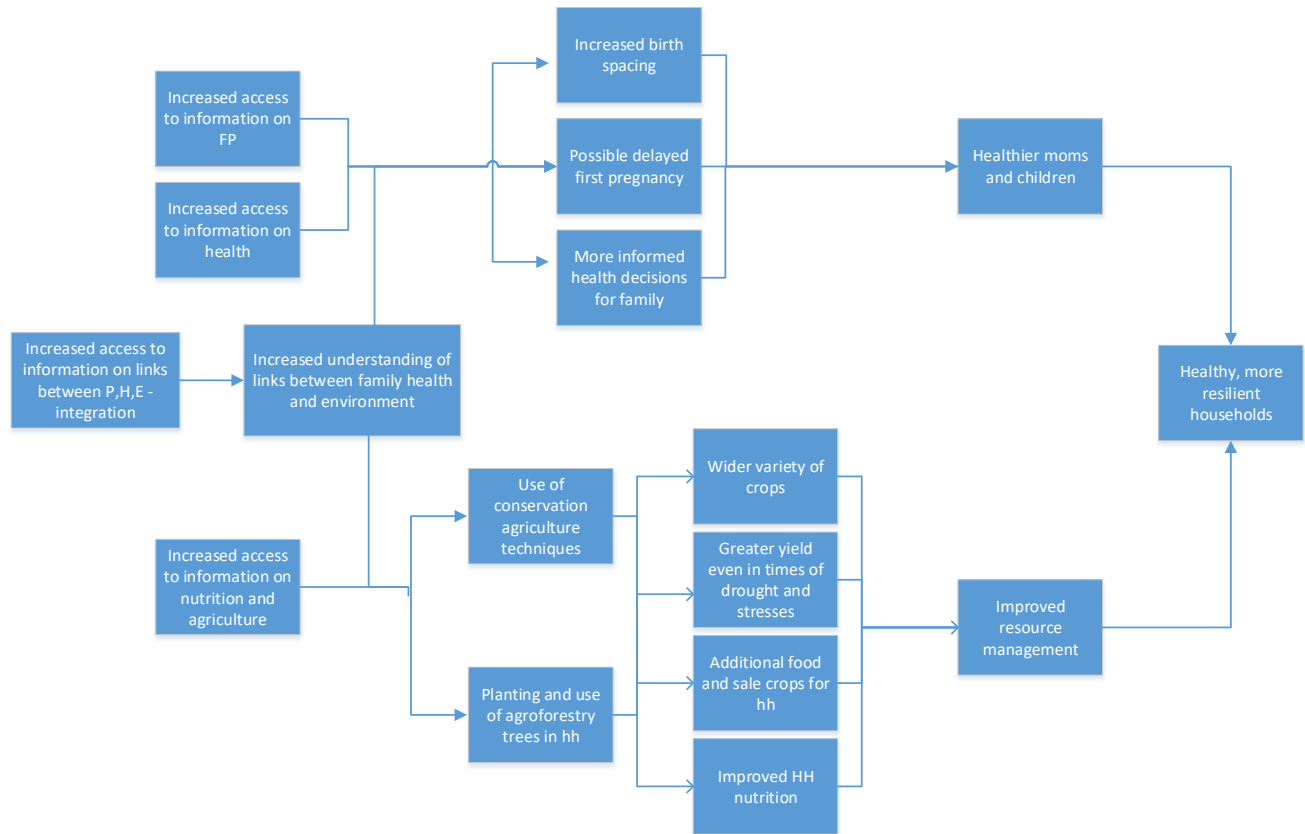 Increased birth
spacing
Increased access
to information on
FP
Possible delayed
first pregnancy
Healthier moms
and children
Increased access
to information on
health
More informed
health decisions
for family
Increased access to
information on links
between P,H,E -
integration
Increased understanding of
links between family health
and environment
Healthy, more
resilient
households
Wider variety of
crops
Use of
conservation
agriculture
techniques
Increased access
to information on
nutrition and
agriculture
Greater yield
even in times of
drought and
stresses
Improved
resource
management
Additional food
and sale crops for
hh
Planting and use
of agroforestry
trees in hh
Improved HH
nutrition